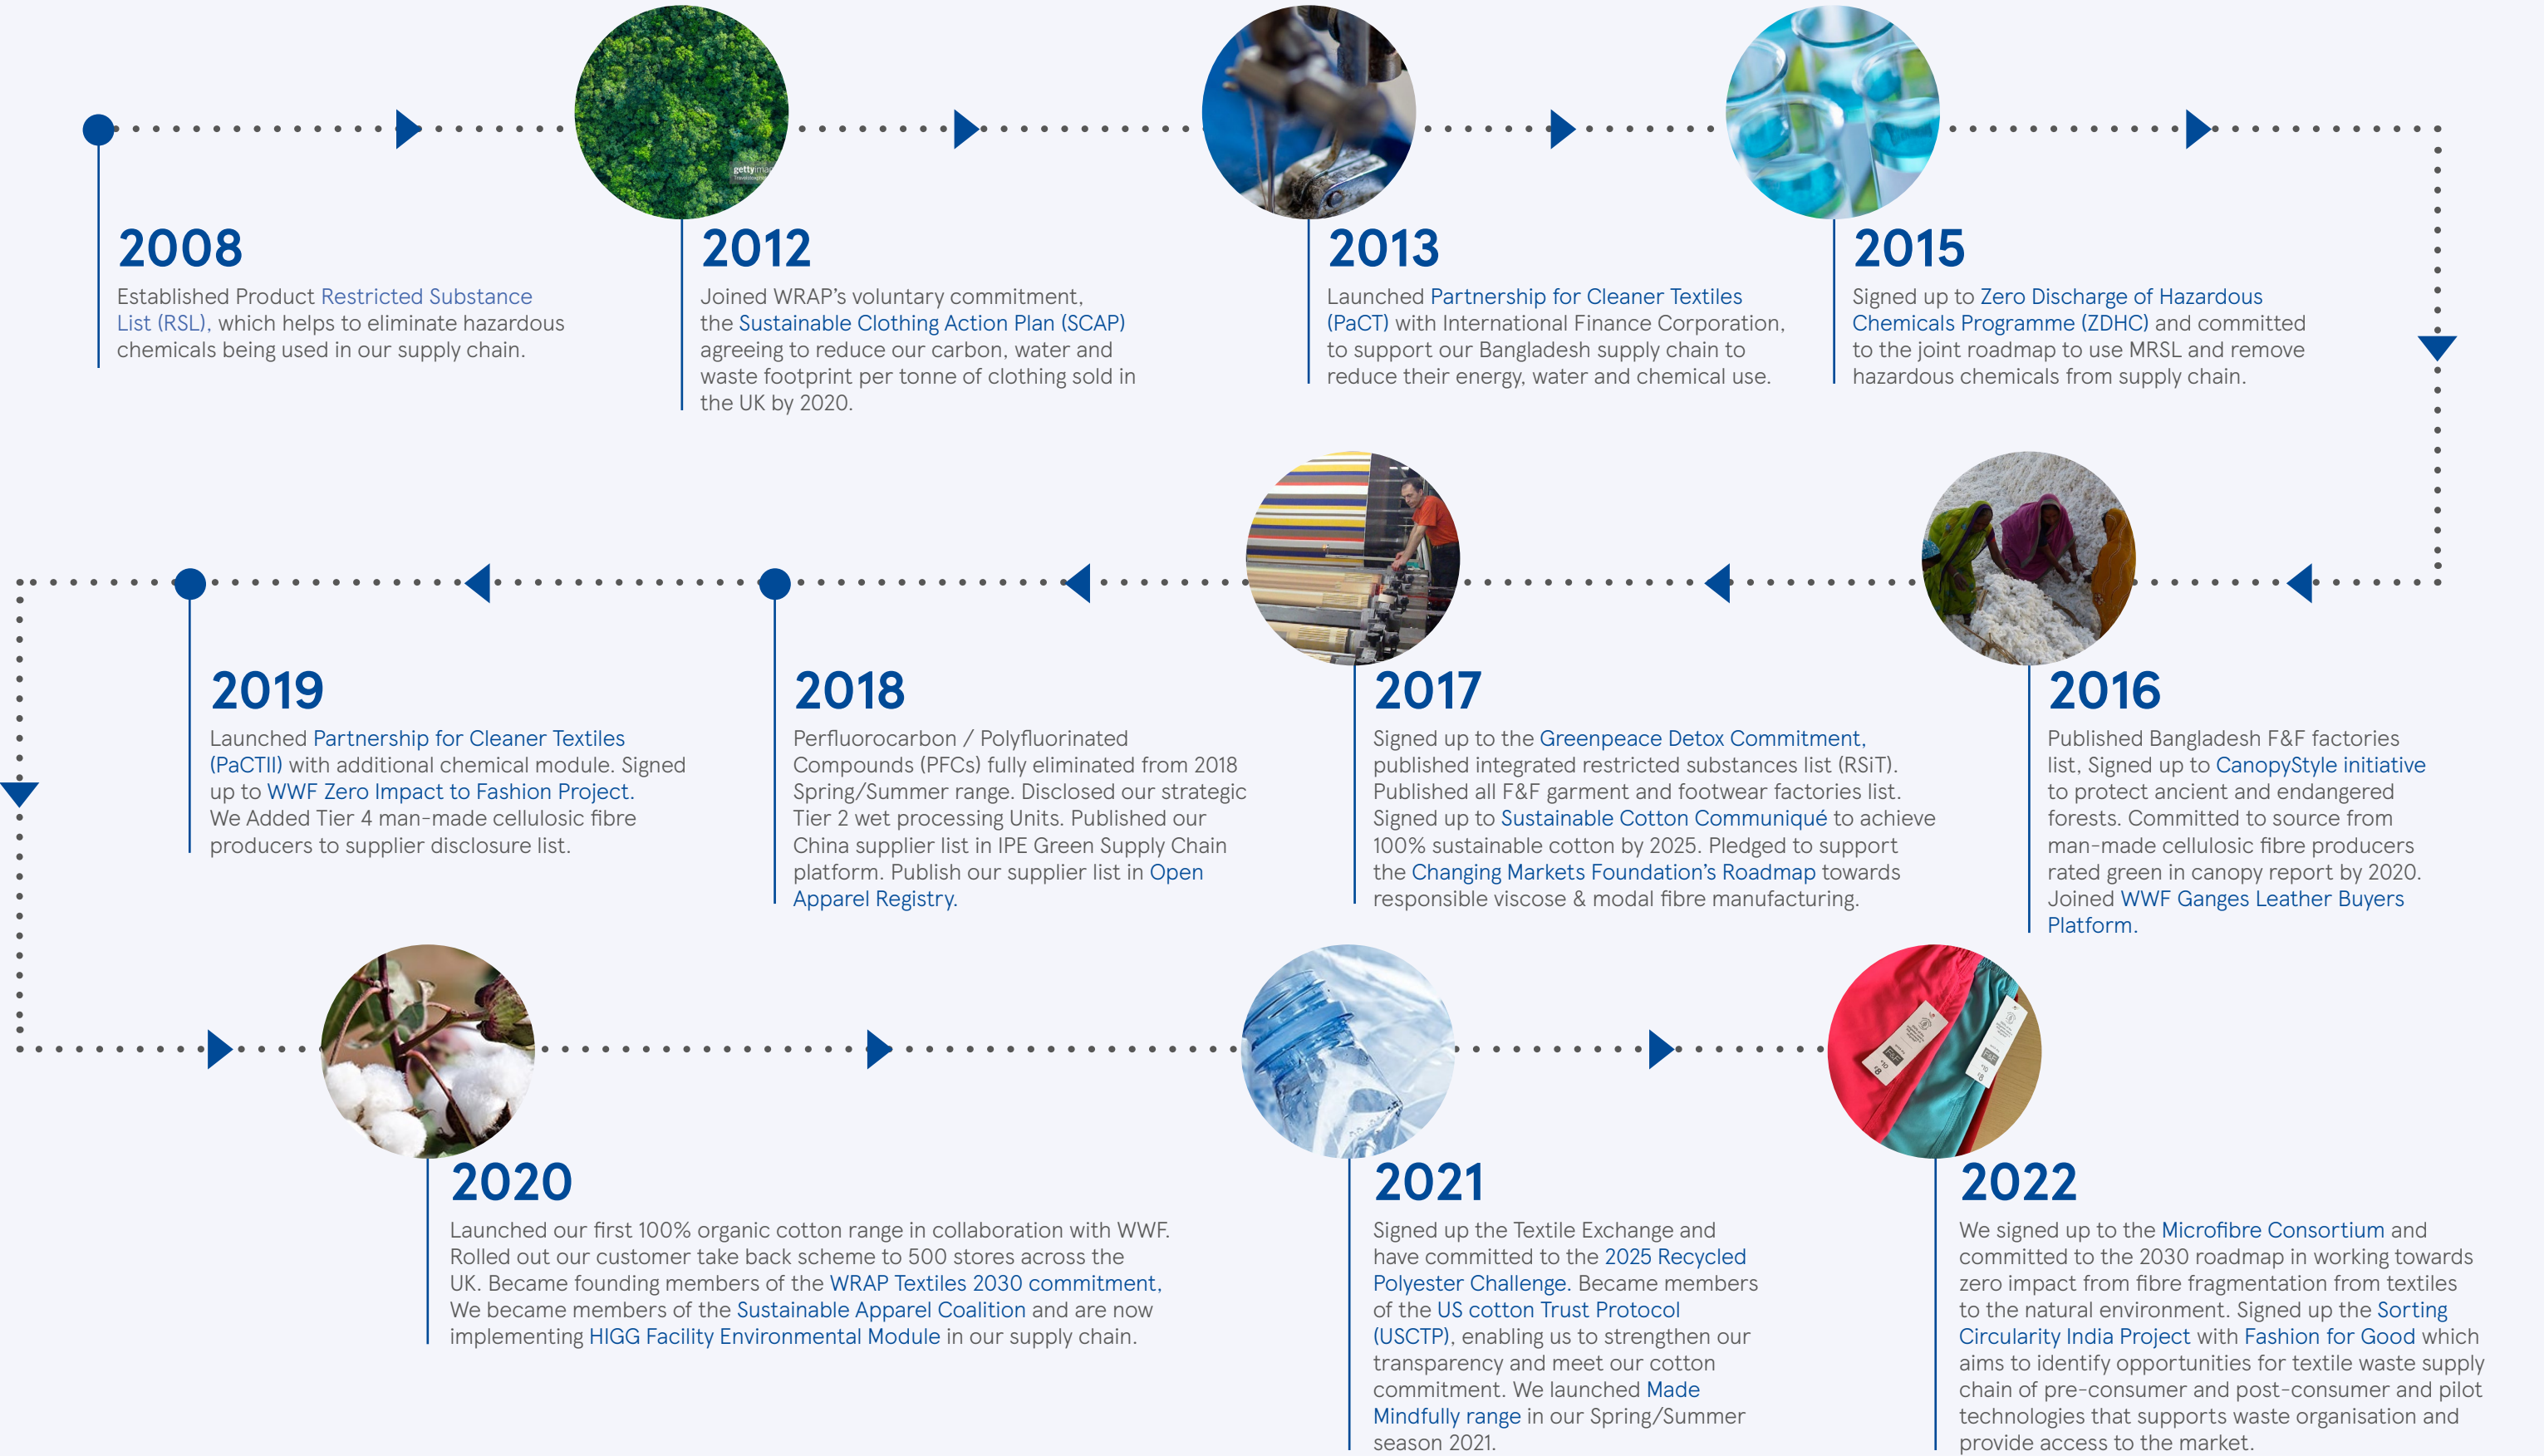 gettyima
2008
Established Product Restricted Substance
List (RSL), which helps to eliminate hazardous
chemicals being used in our supply chain.
2012
Joined WRAP’s voluntary commitment,
the Sustainable Clothing Action Plan (SCAP)
agreeing to reduce our carbon, water and
waste footprint per tonne of clothing sold in
the UK by 2020.
2013
Launched Partnership for Cleaner Textiles
(PaCT) with International Finance Corporation,
to support our Bangladesh supply chain to
reduce their energy, water and chemical use.
2015
Signed up to Zero Discharge of Hazardous
Chemicals Programme (ZDHC) and committed
to the joint roadmap to use MRSL and remove
hazardous chemicals from supply chain.
2016
Published Bangladesh F&F factories
list, Signed up to CanopyStyle initiative
to protect ancient and endangered
forests. Committed to source from
man-made cellulosic fibre producers
rated green in canopy report by 2020.
Joined WWF Ganges Leather Buyers
Platform.
2017
Signed up to the Greenpeace Detox Commitment,
published integrated restricted substances list (RSiT).
Published all F&F garment and footwear factories list.
Signed up to Sustainable Cotton Communiqué to achieve
100% sustainable cotton by 2025. Pledged to support
the Changing Markets Foundation’s Roadmap towards
responsible viscose & modal fibre manufacturing.
2018
Perfluorocarbon / Polyfluorinated
Compounds (PFCs) fully eliminated from 2018
Spring/Summer range. Disclosed our strategic
Tier 2 wet processing Units. Published our
China supplier list in IPE Green Supply Chain
platform. Publish our supplier list in Open
Apparel Registry.
2019
Launched Partnership for Cleaner Textiles
(PaCTII) with additional chemical module. Signed
up to WWF Zero Impact to Fashion Project.
We Added Tier 4 man-made cellulosic fibre
producers to supplier disclosure list.
2020
Launched our first 100% organic cotton range in collaboration with WWF.
Rolled out our customer take back scheme to 500 stores across the
UK. Became founding members of the WRAP Textiles 2030 commitment,
We became members of the Sustainable Apparel Coalition and are now
implementing HIGG Facility Environmental Module in our supply chain.
2021
Signed up the Textile Exchange and
have committed to the 2025 Recycled
Polyester Challenge. Became members
of the US cotton Trust Protocol
(USCTP), enabling us to strengthen our
transparency and meet our cotton
commitment. We launched Made
Mindfully range in our Spring/Summer
season 2021.
F&F
£10
£8
F&F
£10
£8
2022
We signed up to the Microfibre Consortium and
committed to the 2030 roadmap in working towards
zero impact from fibre fragmentation from textiles
to the natural environment. Signed up the Sorting
Circularity India Project with Fashion for Good which
aims to identify opportunities for textile waste supply
chain of pre-consumer and post-consumer and pilot
technologies that supports waste organisation and
provide access to the market.